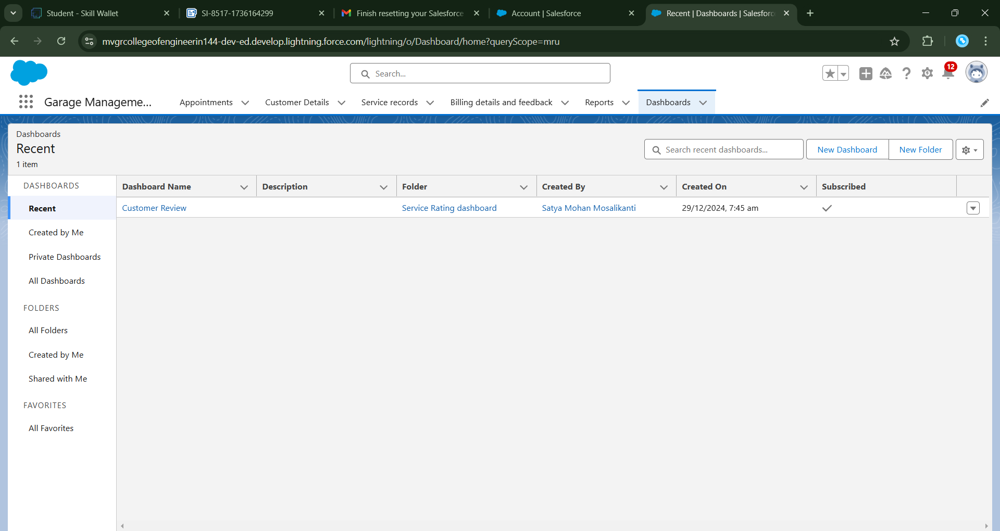 Student - Skill Wallet
SI-8517-1736164299
Finish resetting your Salesforce
Account | Salesforce
Recent | Dashboards | Salesforc
mvgrcollegeofengineerin144-dev-ed.develop.lightning.force.com/lightning/o/Dashboard/home?queryScope=mru
Search...
12
Garage Manageme...
Appointments
Customer Details
Service records
Billing details and feedback
Reports
Dashboards
Dashboards
Recent
1 item
Search recent dashboards...
New Dashboard
New Folder
DASHBOARDS
Recent
Created by Me
Private Dashboards
All Dashboards
FOLDERS
All Folders
Created by Me
Shared with Me
FAVORITES
All Favorites
Dashboard Name
Description
Folder
Created By
Created On
Subscribed
Customer Review
Service Rating dashboard
Satya Mohan Mosalikanti
29/12/2024, 7:45 am